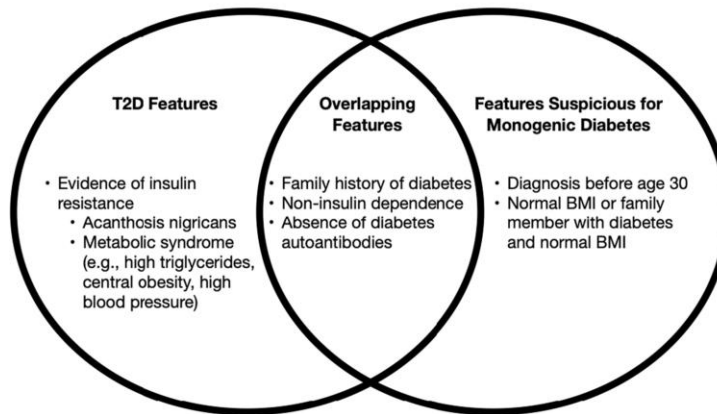 T2D Features
• Evidence of insulin
resistance
• Acanthosis nigricans
• Metabolic syndrome
(e.g., high triglycerides,
central obesity, high
blood pressure)
Overlapping
Features
• Family history of diabetes
• Non-insulin dependence
• Absence of diabetes
autoantibodies
Features Suspicious for
Monogenic Diabetes
• Diagnosis before age 30
• Normal BMI or family
member with diabetes
and normal BMI